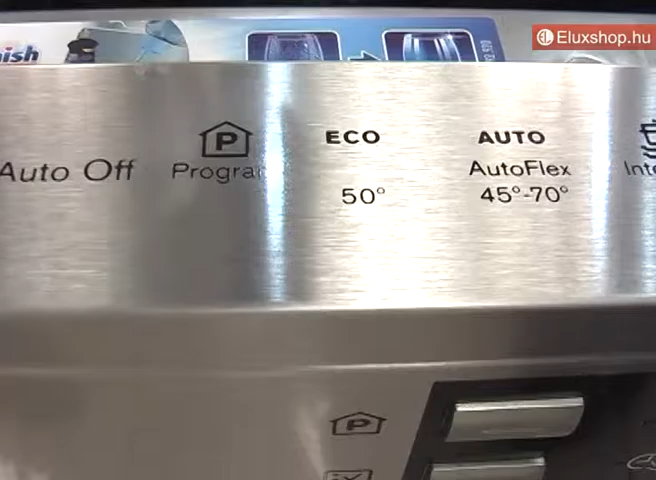 Eluxshop.hu
ECO
AUTO
P
Auto Off
AutoFlex
50°
45°-70°
P